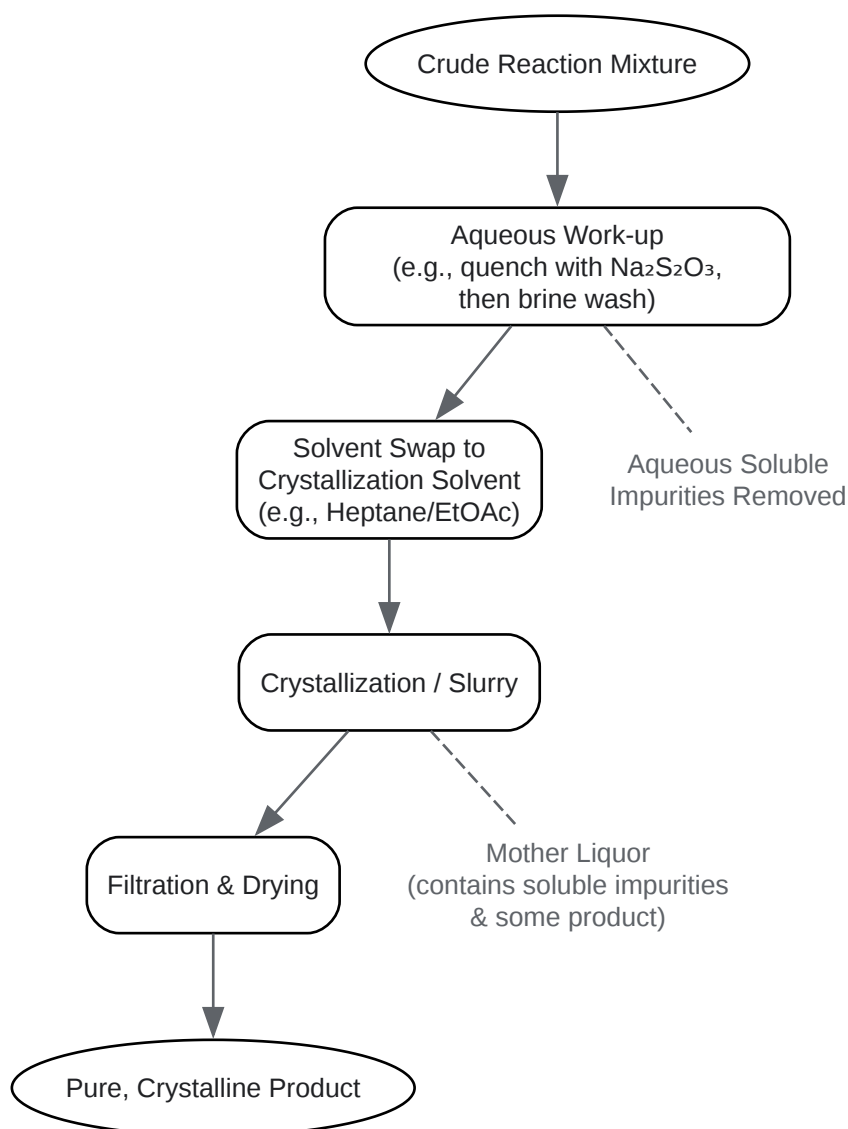 Crude Reaction Mixture
Aqueous Work-up
(e.g., quench with Na₂S₂O₃,
then brine wash)
Solvent Swap to
Crystallization Solvent
(e.g., Heptane/EtOAc)
Aqueous Soluble
Impurities Removed
Crystallization / Slurry
Filtration & Drying
Mother Liquor
(contains soluble impurities
& some product)
Pure, Crystalline Product